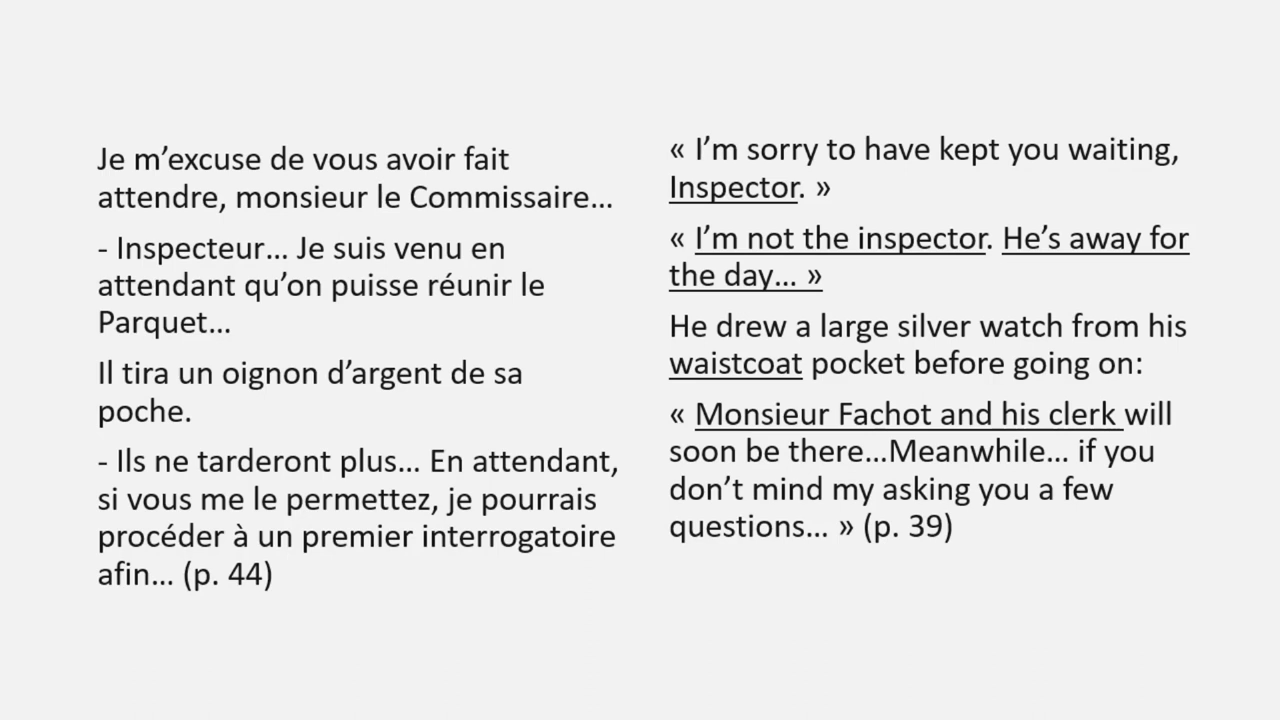 Je m’excuse de vous avoir fait
attendre, monsieur le Commissaire…
- Inspecteur… Je suis venu en
attendant qu’on puisse réunir le
Parquet…
Il tira un oignon d’argent de sa
poche.
- Ils ne tarderont plus… En attendant,
si vous me le permettez, je pourrais
procéder à un premier interrogatoire
afin… (p. 44)
« I’m sorry to have kept you waiting,
Inspector. »
« I’m not the inspector. He’s away for
the day… »
He drew a large silver watch from his
waistcoat pocket before going on:
« Monsieur Fachot and his clerk will
soon be there…Meanwhile… if you
don’t mind my asking you a few
questions… » (p. 39)